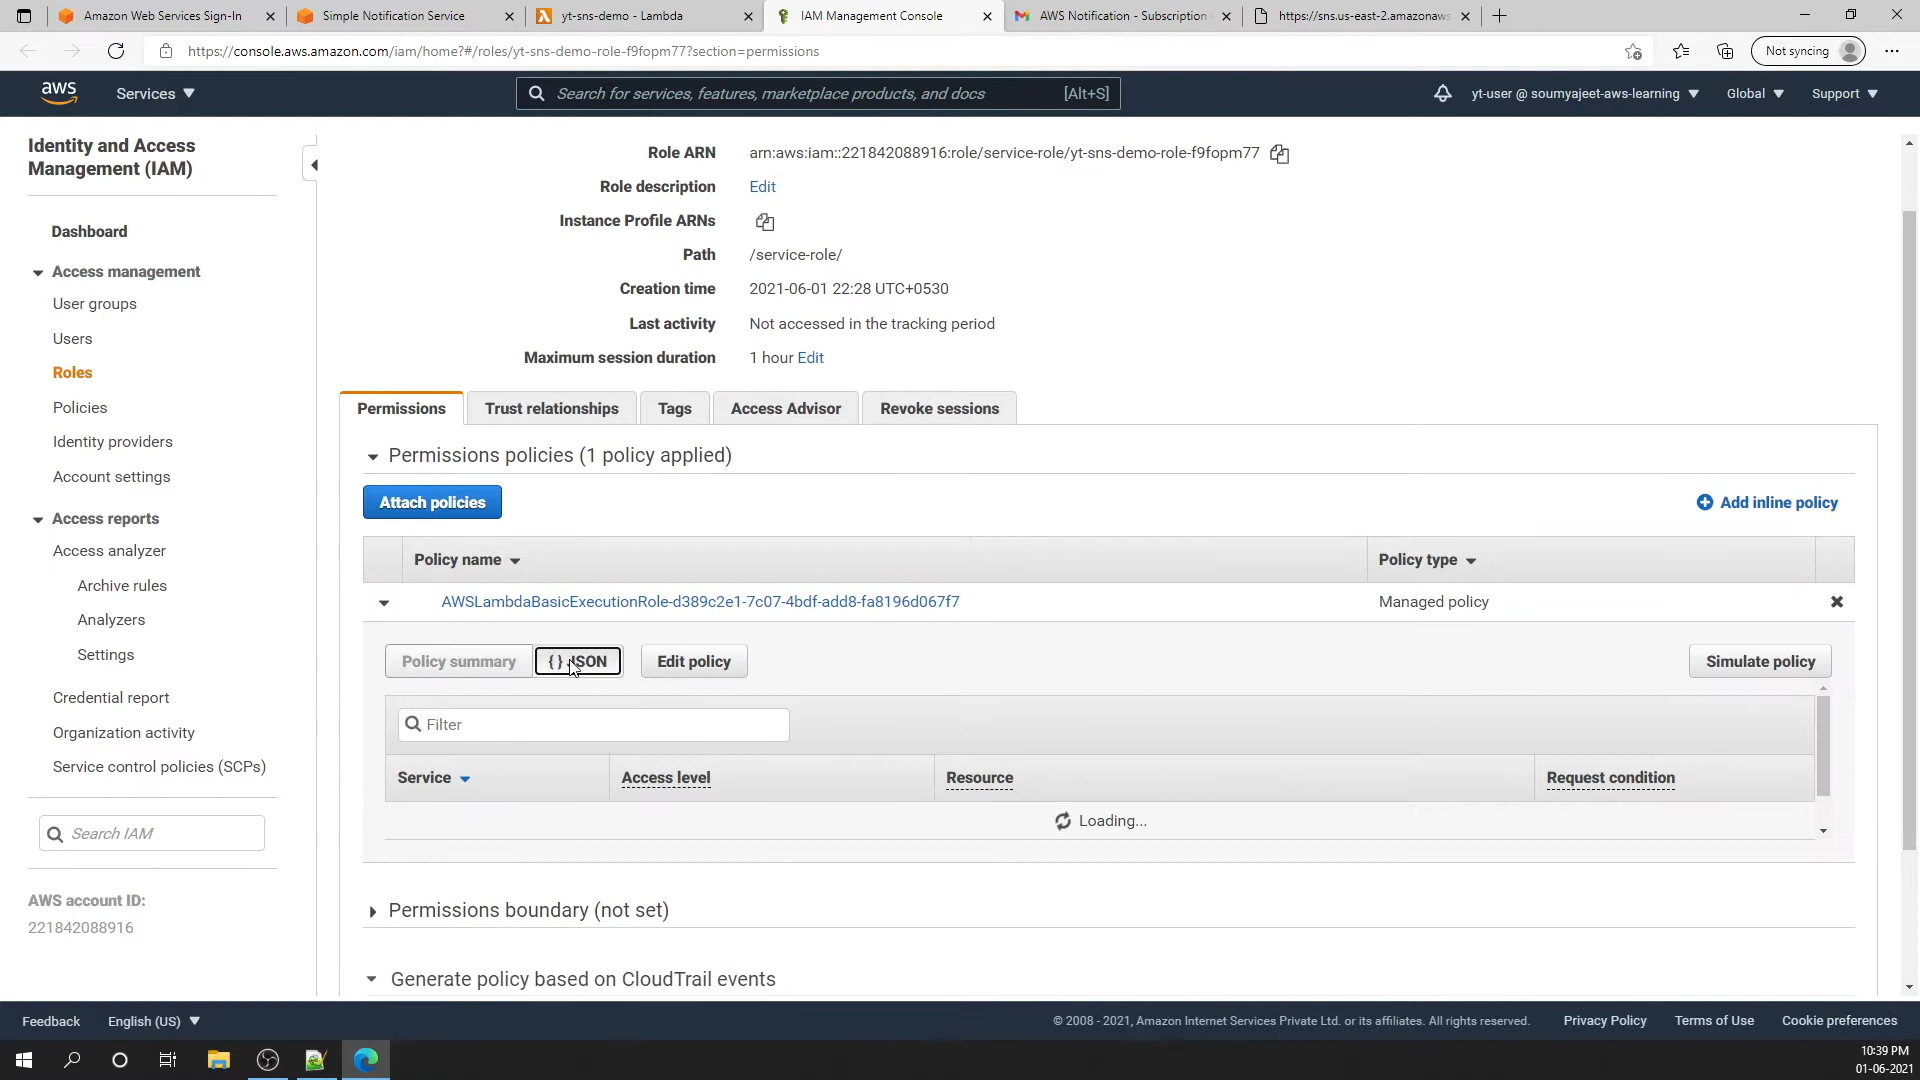 Amazon Web Services Sign-In
Simple Notification Service
yt-sns-demo - Lambda
IAM Management Console
AWS Notification - Subscription
https://sns.us-east-2.amazonaws
https://console.aws.amazon.com/iam/home?#/roles/yt-sns-demo-role-f9fopm77?section=permissions
Not syncing
aws
Services
Search for services, features, marketplace products, and docs
[Alt+S]
yt-user @ soumyajeet-aws-learning
Global
Support
Identity and Access
Management (IAM)
Dashboard
Access management
User groups
Users
Roles
Policies
Identity providers
Account settings
Access reports
Access analyzer
Archive rules
Analyzers
Settings
Credential report
Organization activity
Service control policies (SCPs)
Search IAM
AWS account ID:
221842088916
Role ARN arn:aws:iam::221842088916:role/service-role/yt-sns-demo-role-f9fopm77
Role description Edit
Instance Profile ARNs
Path /service-role/
Creation time 2021-06-01 22:28 UTC+0530
Last activity Not accessed in the tracking period
Maximum session duration 1 hour Edit
Permissions
Trust relationships
Tags
Access Advisor
Revoke sessions
Permissions policies (1 policy applied)
Attach policies
Add inline policy
Policy name
Policy type
AWSLambdaBasicExecutionRole-d389c2e1-7c07-4bdf-add8-fa8196d067f7
Managed policy
Policy summary
{ } JSON
Edit policy
Simulate policy
Filter
Service
Access level
Resource
Request condition
Loading...
Permissions boundary (not set)
Generate policy based on CloudTrail events
Feedback
English (US)
© 2008 - 2021, Amazon Internet Services Private Ltd. or its affiliates. All rights reserved.
Privacy Policy
Terms of Use
Cookie preferences
10:39 PM
01-06-2021